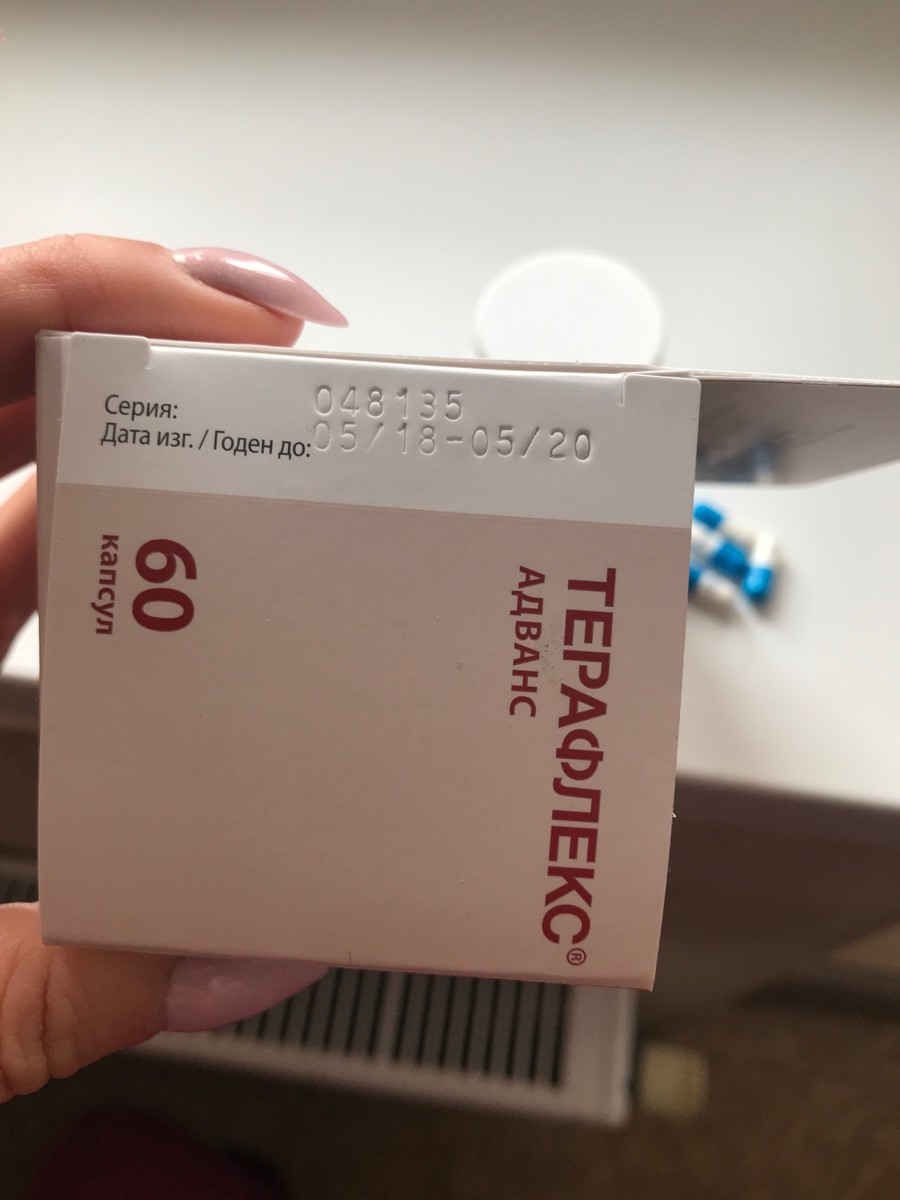 Серия: 048135
Дата изг. / Годен до: 05/18-05/20
60
капсул
ТЕРАФЛЕКС®
АДВАНС